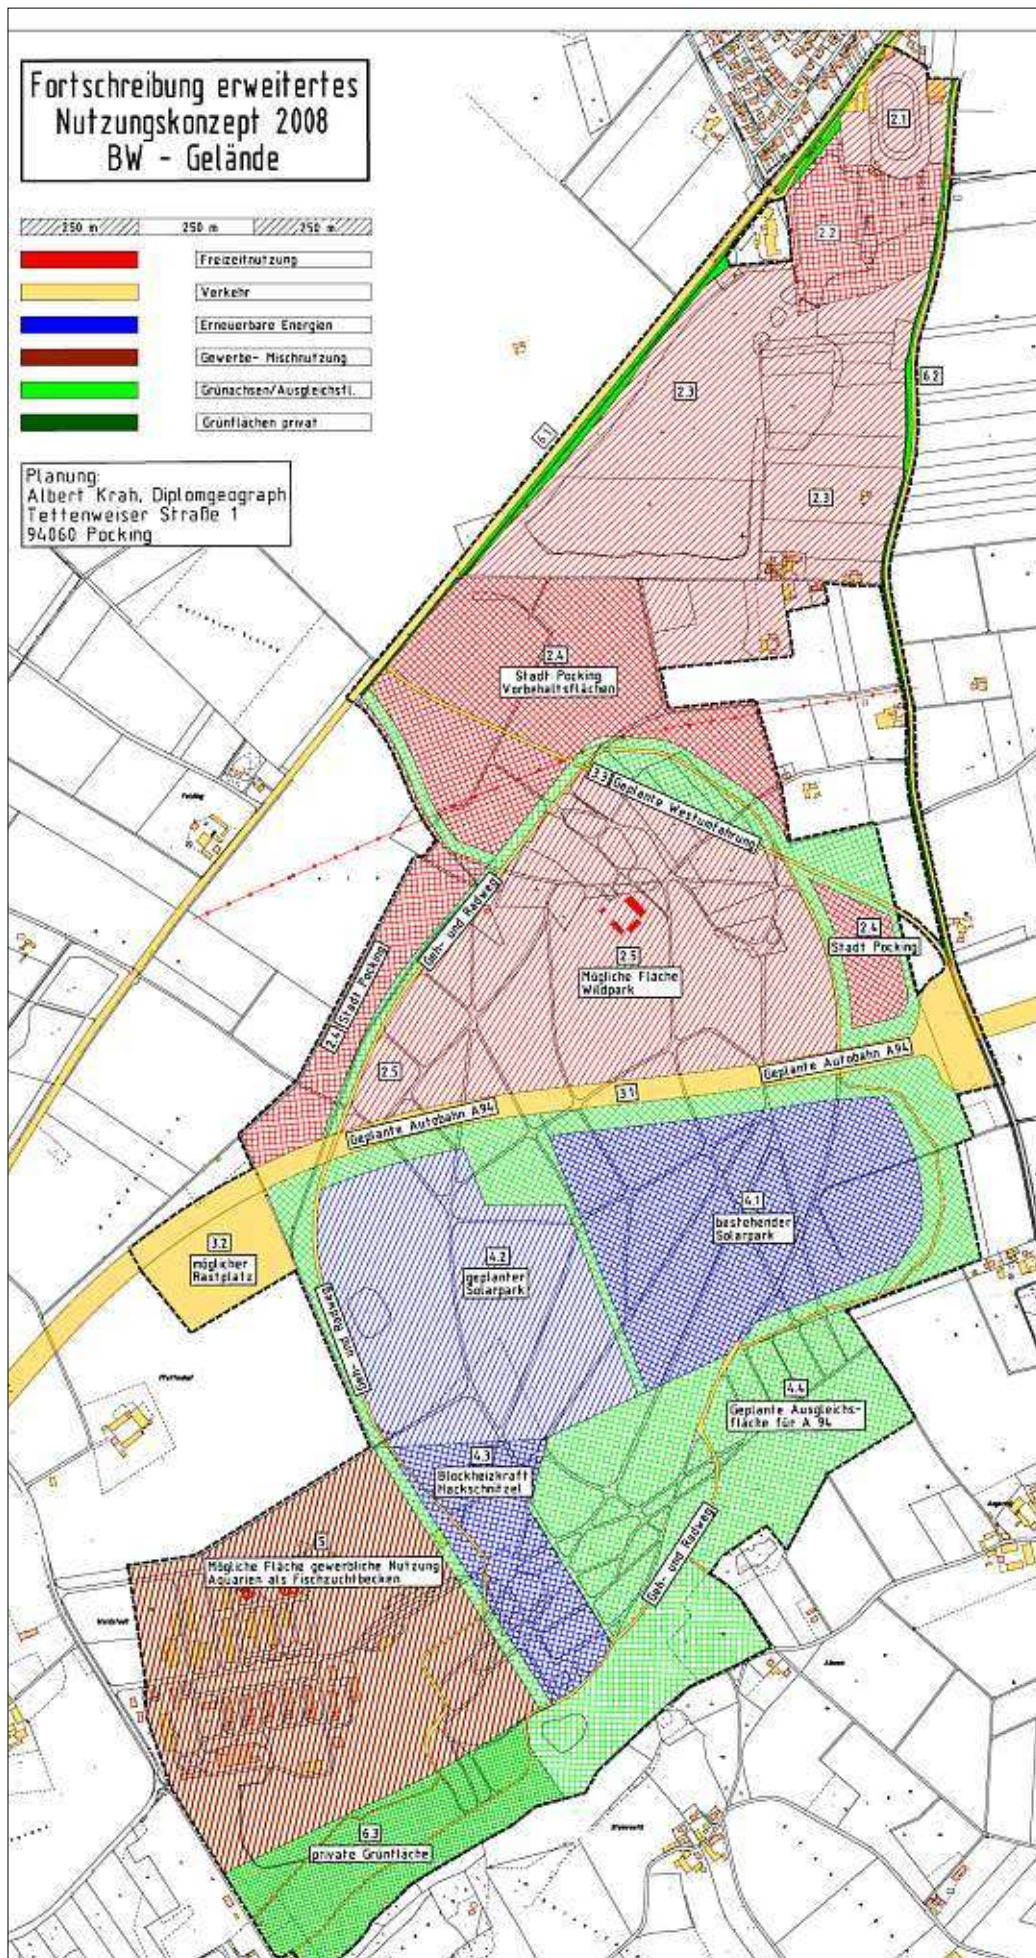 Fortschreibung erweitertes
Nutzungskonzept 2008
BW - Gelände
250 m 250 m 250 m
Freizeitnutzung
Verkehr
Erneuerbare Energien
Gewerbe- Mischnutzung
Grünachsen/Ausgleichsfl.
Grünflächen privat
Planung:
Albert Krah, Diplomgeograph
Tettenweiser Straße 1
94060 Pocking
2.1
2.2
2.3
6.2
6.1
2.3
2.4
Stadt Pocking
Vorbehaltsflächen
3.3 Geplante Westumfahrung
Geh- und Radweg
2.4
Stadt Pocking
2.5
Mögliche Fläche
Wildpark
2.4 Stadt Pocking
2.5
Geplante Autobahn A94
3.1
Geplante Autobahn A94
3.2
möglicher
Rastplatz
4.1
bestehender
Solarpark
4.2
geplanter
Solarpark
Geh- und Radweg
4.4
Geplante Ausgleichs-
fläche für A 94
4.3
Blockheizkraft
Hackschnitzel
Geh- und Radweg
5
Mögliche Fläche gewerbliche Nutzung
Aquarien als Fischzuchtbecken
6.3
private Grünfläche